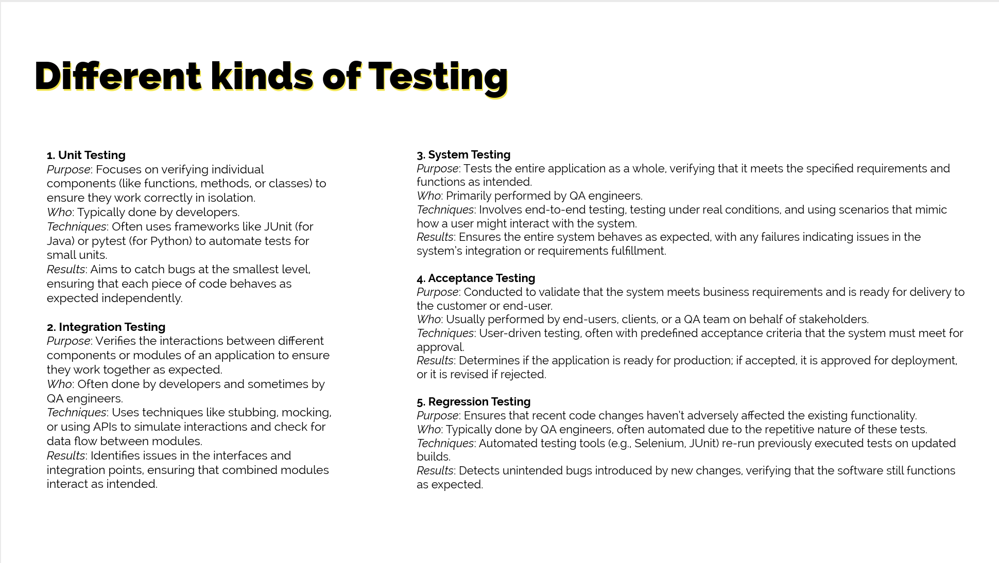 Different kinds of Testing
1. Unit Testing
Purpose: Focuses on verifying individual
components (like functions, methods, or classes) to
ensure they work correctly in isolation.
Who: Typically done by developers.
Techniques: Often uses frameworks like JUnit (for
Java) or pytest (for Python) to automate tests for
small units.
Results: Aims to catch bugs at the smallest level,
ensuring that each piece of code behaves as
expected independently.
2. Integration Testing
Purpose: Verifies the interactions between different
components or modules of an application to ensure
they work together as expected.
Who: Often done by developers and sometimes by
QA engineers.
Techniques: Uses techniques like stubbing, mocking,
or using APIs to simulate interactions and check for
data flow between modules.
Results: Identifies issues in the interfaces and
integration points, ensuring that combined modules
interact as intended.
3. System Testing
Purpose: Tests the entire application as a whole, verifying that it meets the specified requirements and
functions as intended.
Who: Primarily performed by QA engineers.
Techniques: Involves end-to-end testing, testing under real conditions, and using scenarios that mimic
how a user might interact with the system.
Results: Ensures the entire system behaves as expected, with any failures indicating issues in the
system's integration or requirements fulfillment.
4. Acceptance Testing
Purpose: Conducted to validate that the system meets business requirements and is ready for delivery to
the customer or end-user.
Who: Usually performed by end-users, clients, or a QA team on behalf of stakeholders.
Techniques: User-driven testing, often with predefined acceptance criteria that the system must meet for
approval.
Results: Determines if the application is ready for production; if accepted, it is approved for deployment,
or it is revised if rejected.
5. Regression Testing
Purpose: Ensures that recent code changes haven't adversely affected the existing functionality.
Who: Typically done by QA engineers, often automated due to the repetitive nature of these tests.
Techniques: Automated testing tools (e.g., Selenium, JUnit) re-run previously executed tests on updated
builds.
Results: Detects unintended bugs introduced by new changes, verifying that the software still functions
as expected.